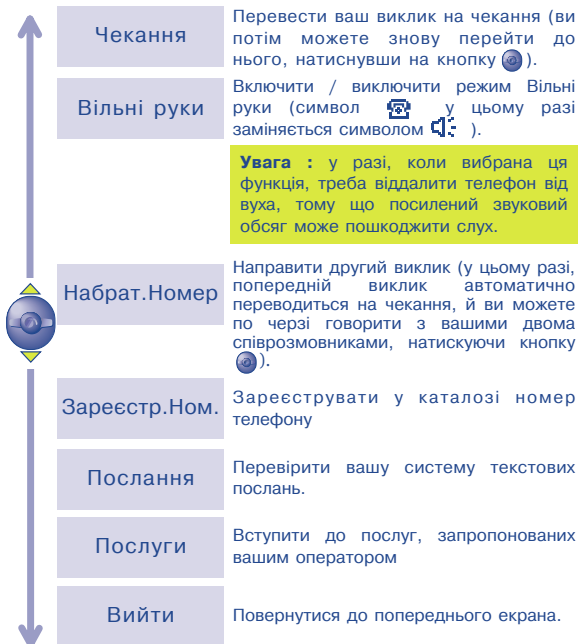 Чекання
Перевести ваш виклик на чекання (ви
потім можете знову перейти до
нього, натиснувши на кнопку ).
Вільні руки
Включити / виключити режим Вільні
руки (символ у цьому разі
заміняється символом ).
Увага : у разі, коли вибрана ця
функція, треба віддалити телефон від
вуха, тому що посилений звуковий
обсяг може пошкоджити слух.
Набрат.Номер
Направити другий виклик (у цьому разі,
попередній виклик автоматично
переводиться на чекання, й ви можете
по черзі говорити з вашими двома
співрозмовниками, натискуючи кнопку
).
Зареєстр.Ном.
Зареєструвати у каталозі номер
телефону
Послання
Перевірити вашу систему текстових
послань.
Послуги
Вступити до послуг, запропонованих
вашим оператором
Вийти
Повернутися до попереднього екрана.